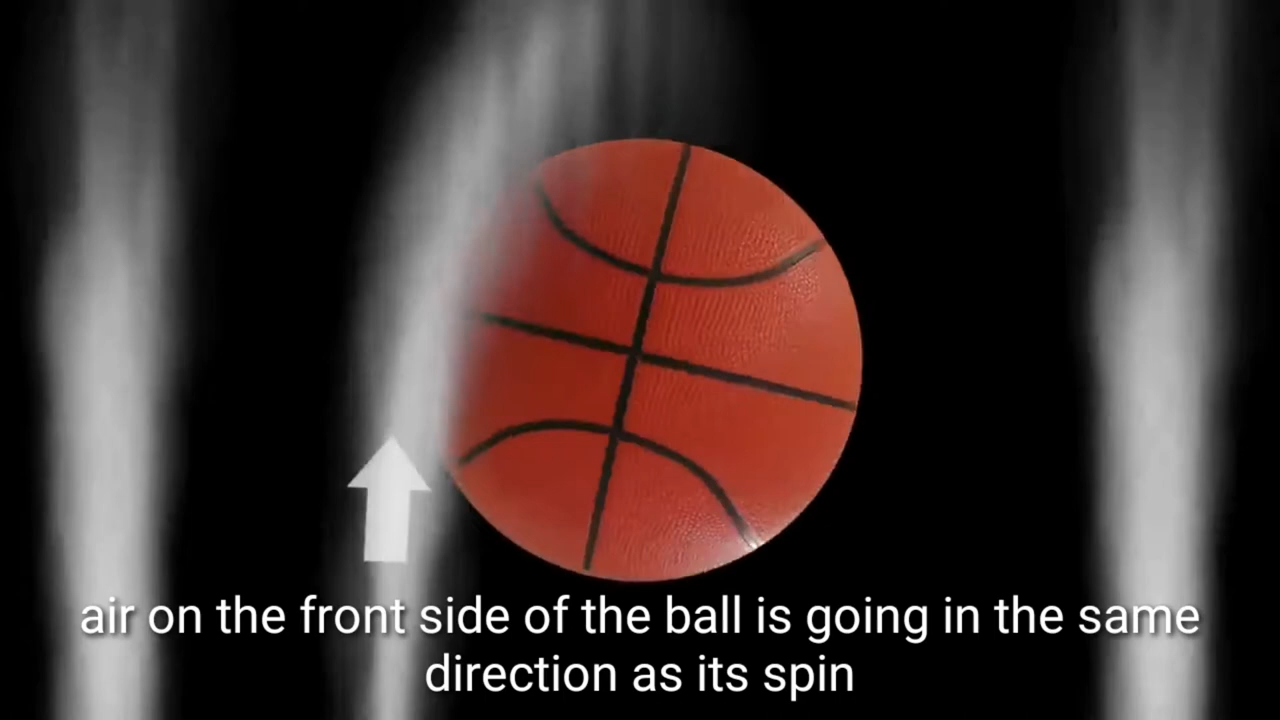 air on the front side of the ball is going in the same
direction as its spin